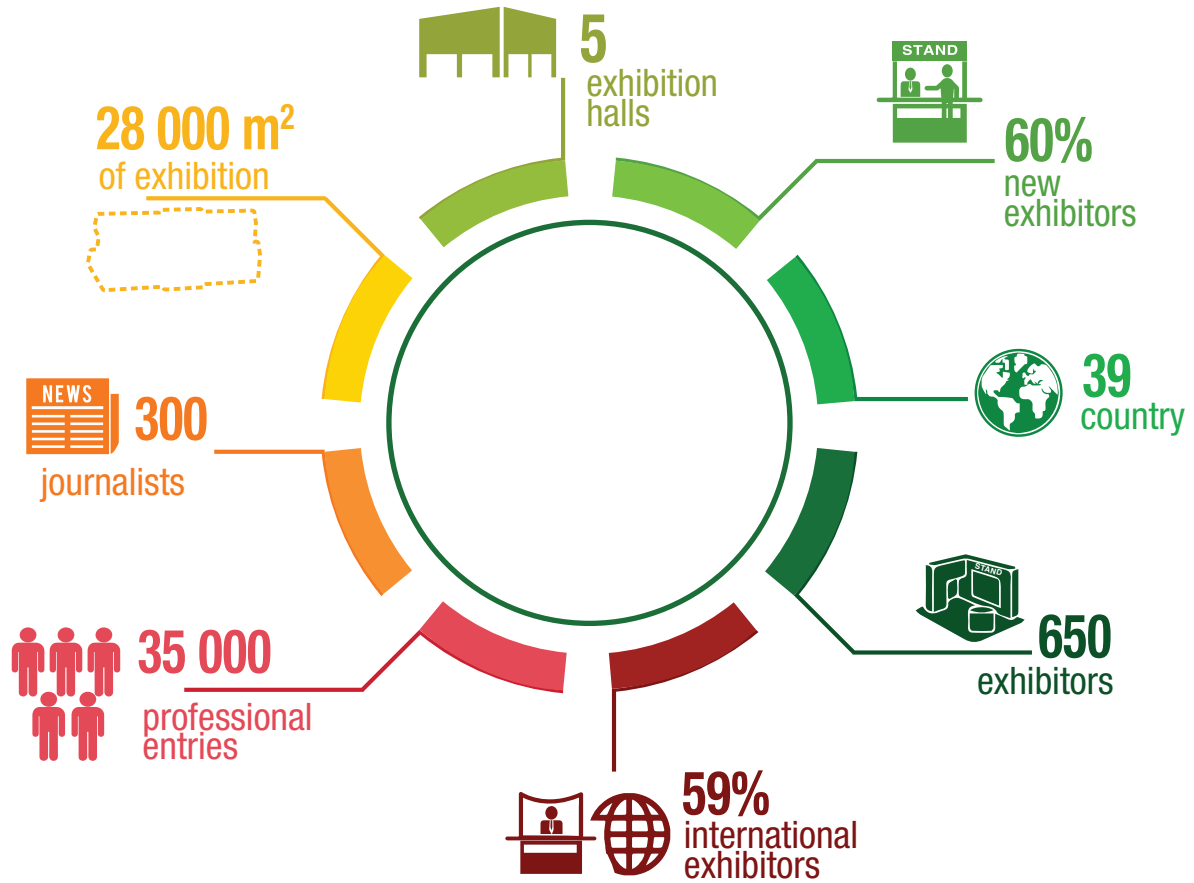 5
exhibition
halls
STAND
60%
new
exhibitors
39
country
STAND
650
exhibitors
59%
international
exhibitors
35 000
professional
entries
NEWS
300
journalists
28 000 m²
of exhibition